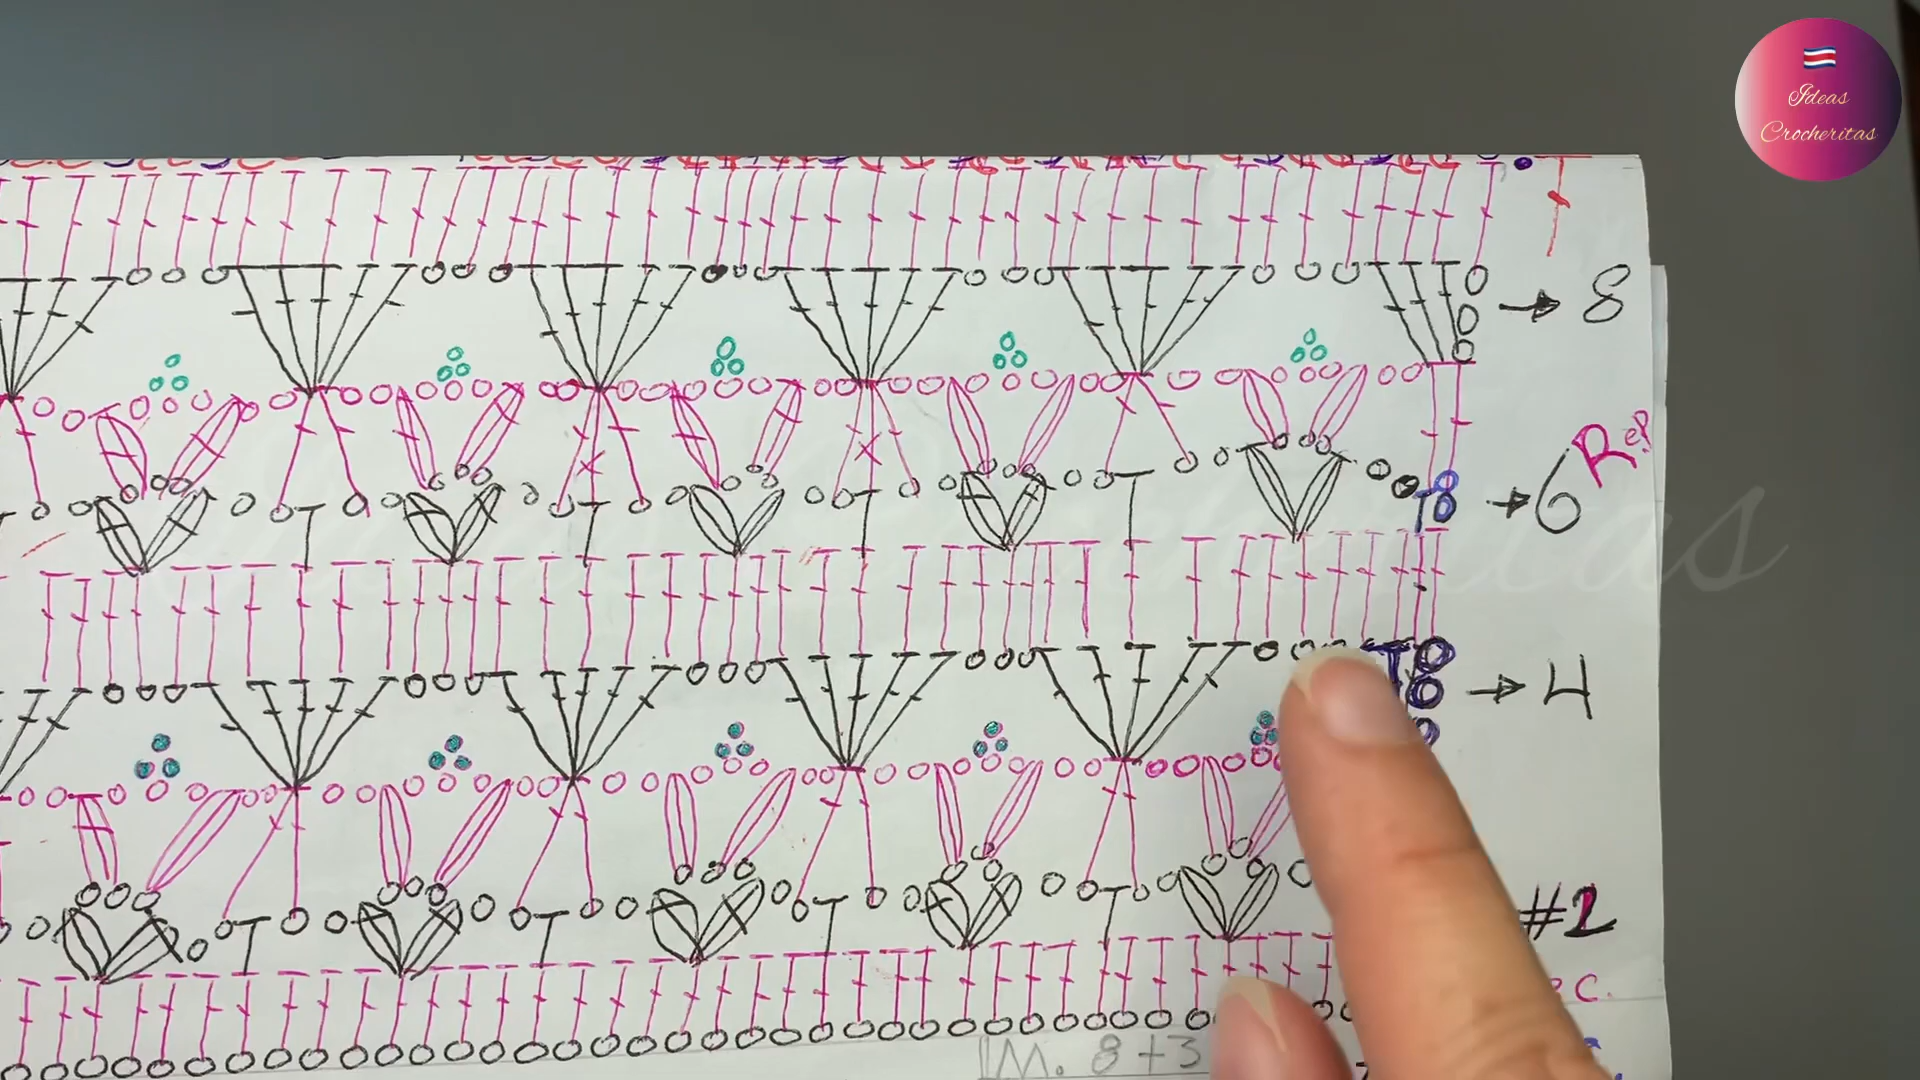 Ideas
Crocheritas
→ 8
→ 6 Rep
→ 4
#2
c.
M. 8 + 3